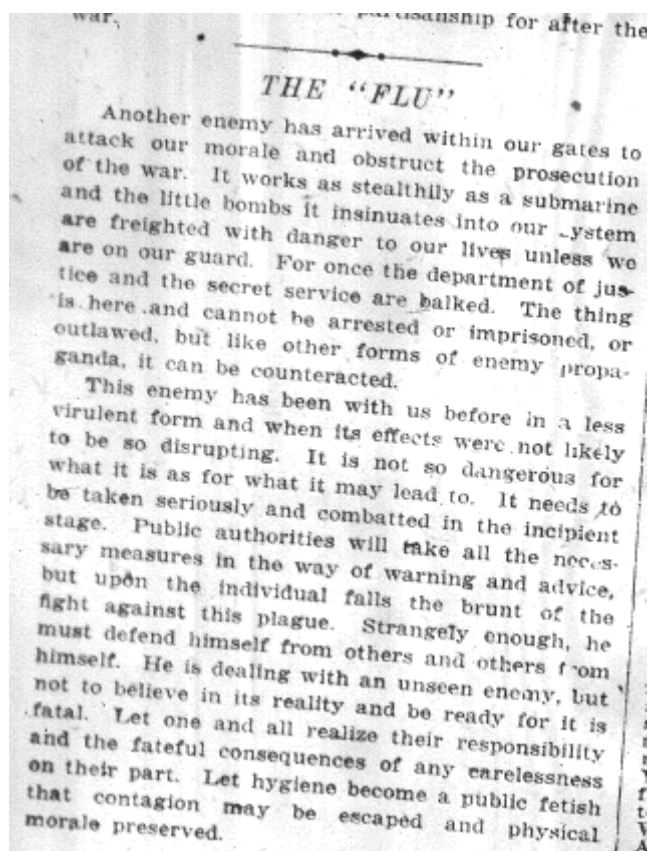 war.
partisanship for after the
THE "FLU"
Another enemy has arrived within our gates to
attack our morale and obstruct the prosecution
of the war. It works as stealthily as a submarine
and the little bombs it insinuates into our ystem
are freighted with danger to our lives unless we
are on our guard. For once the department of jus-
tice and the secret service are balked. The thing
is here and cannot be arrested or imprisoned, or
outlawed, but like other forms of enemy propa-
ganda, it can be counteracted.
This enemy has been with us before in a less
virulent form and when its effects were not likely
to be so disrupting. It is not so dangerous for
what it is as for what it may lead to. It needs to
be taken seriously and combatted in the incipient
stage. Public authorities will take all the neces-
sary measures in the way of warning and advice,
but upon the individual falls the brunt of the
fight against this plague. Strangely enough, he
must defend himself from others and others from
himself. He is dealing with an unseen enemy, but
not to believe in its reality and be ready for it is
fatal. Let one and all realize their responsibility
and the fateful consequences of any carelessness
on their part. Let hygiene become a public fetish
that contagion may be escaped and physical
morale preserved.